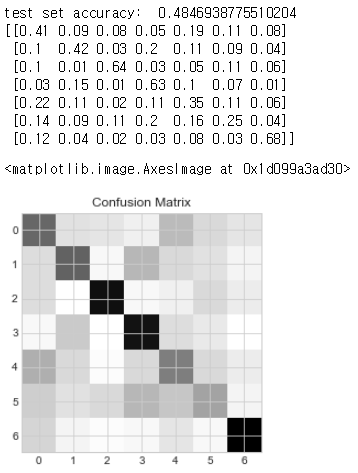 test set accuracy:  0.4846938775510204
[[0.41 0.09 0.08 0.05 0.19 0.11 0.08]
 [0.1  0.42 0.03 0.2  0.11 0.09 0.04]
 [0.1  0.01 0.64 0.03 0.05 0.11 0.06]
 [0.03 0.15 0.01 0.63 0.1  0.07 0.01]
 [0.22 0.11 0.02 0.11 0.35 0.11 0.06]
 [0.14 0.09 0.11 0.2  0.16 0.25 0.04]
 [0.12 0.04 0.02 0.03 0.08 0.03 0.68]]
<matplotlib.image.AxesImage at 0x1d099a3ad30>
Confusion Matrix
0
1
2
3
4
5
6
0 1 2 3 4 5 6